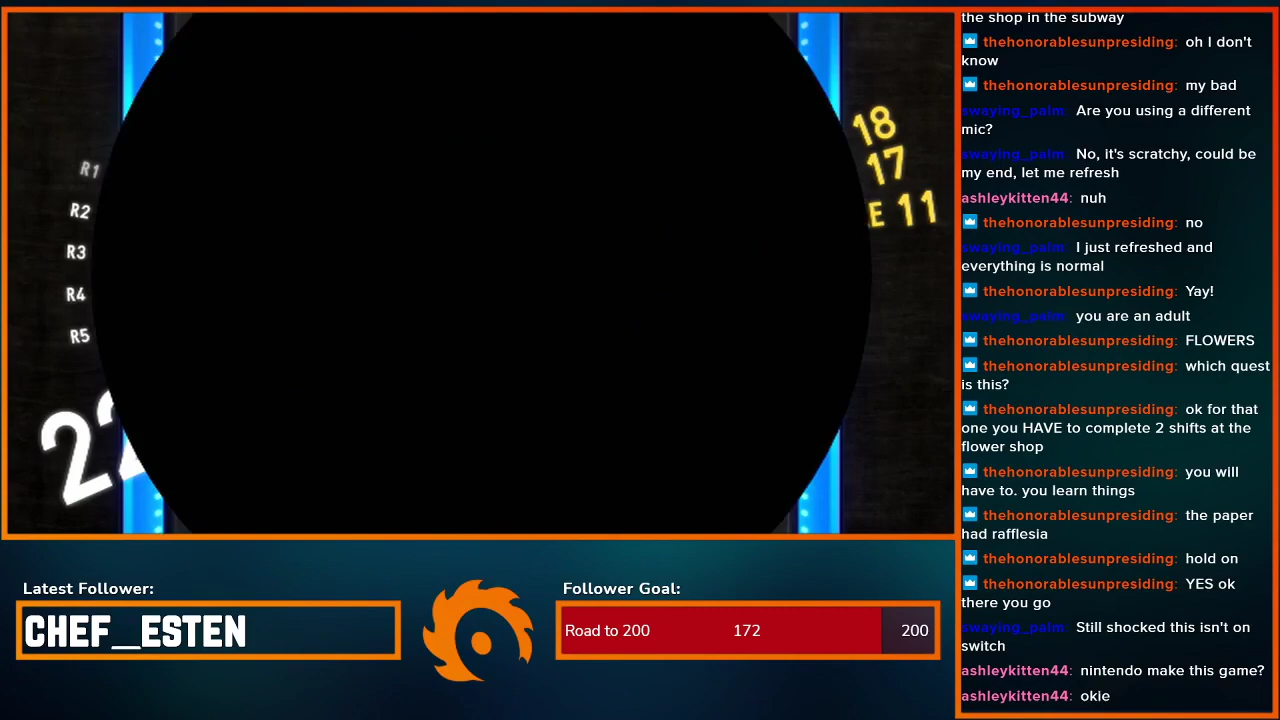 R1
R2
R3
R4
R5
22
18
17
E 11
Latest Follower:
CHEF_ESTEN
Follower Goal:
Road to 200 172 200
the shop in the subway
thehonorablesunpresiding: oh I don't
know
thehonorablesunpresiding: my bad
swaying_palm: Are you using a different
mic?
swaying_palm: No, it's scratchy, could be
my end, let me refresh
ashleykitten44: nuh
thehonorablesunpresiding: no
swaying_palm: I just refreshed and
everything is normal
thehonorablesunpresiding: Yay!
swaying_palm: you are an adult
thehonorablesunpresiding: FLOWERS
thehonorablesunpresiding: which quest
is this?
thehonorablesunpresiding: ok for that
one you HAVE to complete 2 shifts at the
flower shop
thehonorablesunpresiding: you will
have to. you learn things
thehonorablesunpresiding: the paper
had rafflesia
thehonorablesunpresiding: hold on
thehonorablesunpresiding: YES ok
there you go
swaying_palm: Still shocked this isn't on
switch
ashleykitten44: nintendo make this game?
ashleykitten44: okie